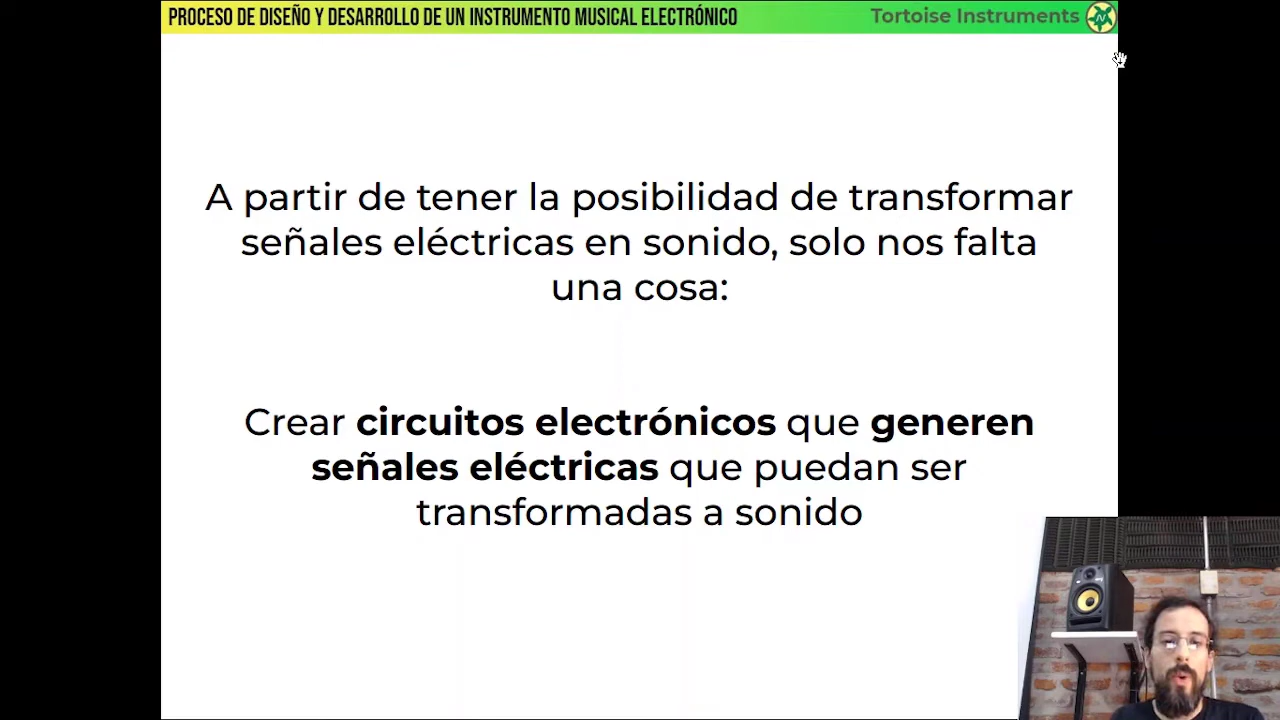 PROCESO DE DISEÑO Y DESARROLLO DE UN INSTRUMENTO MUSICAL ELECTRÓNICO
Tortoise Instruments
A partir de tener la posibilidad de transformar
señales eléctricas en sonido, solo nos falta
una cosa:
Crear circuitos electrónicos que generen
señales eléctricas que puedan ser
transformadas a sonido